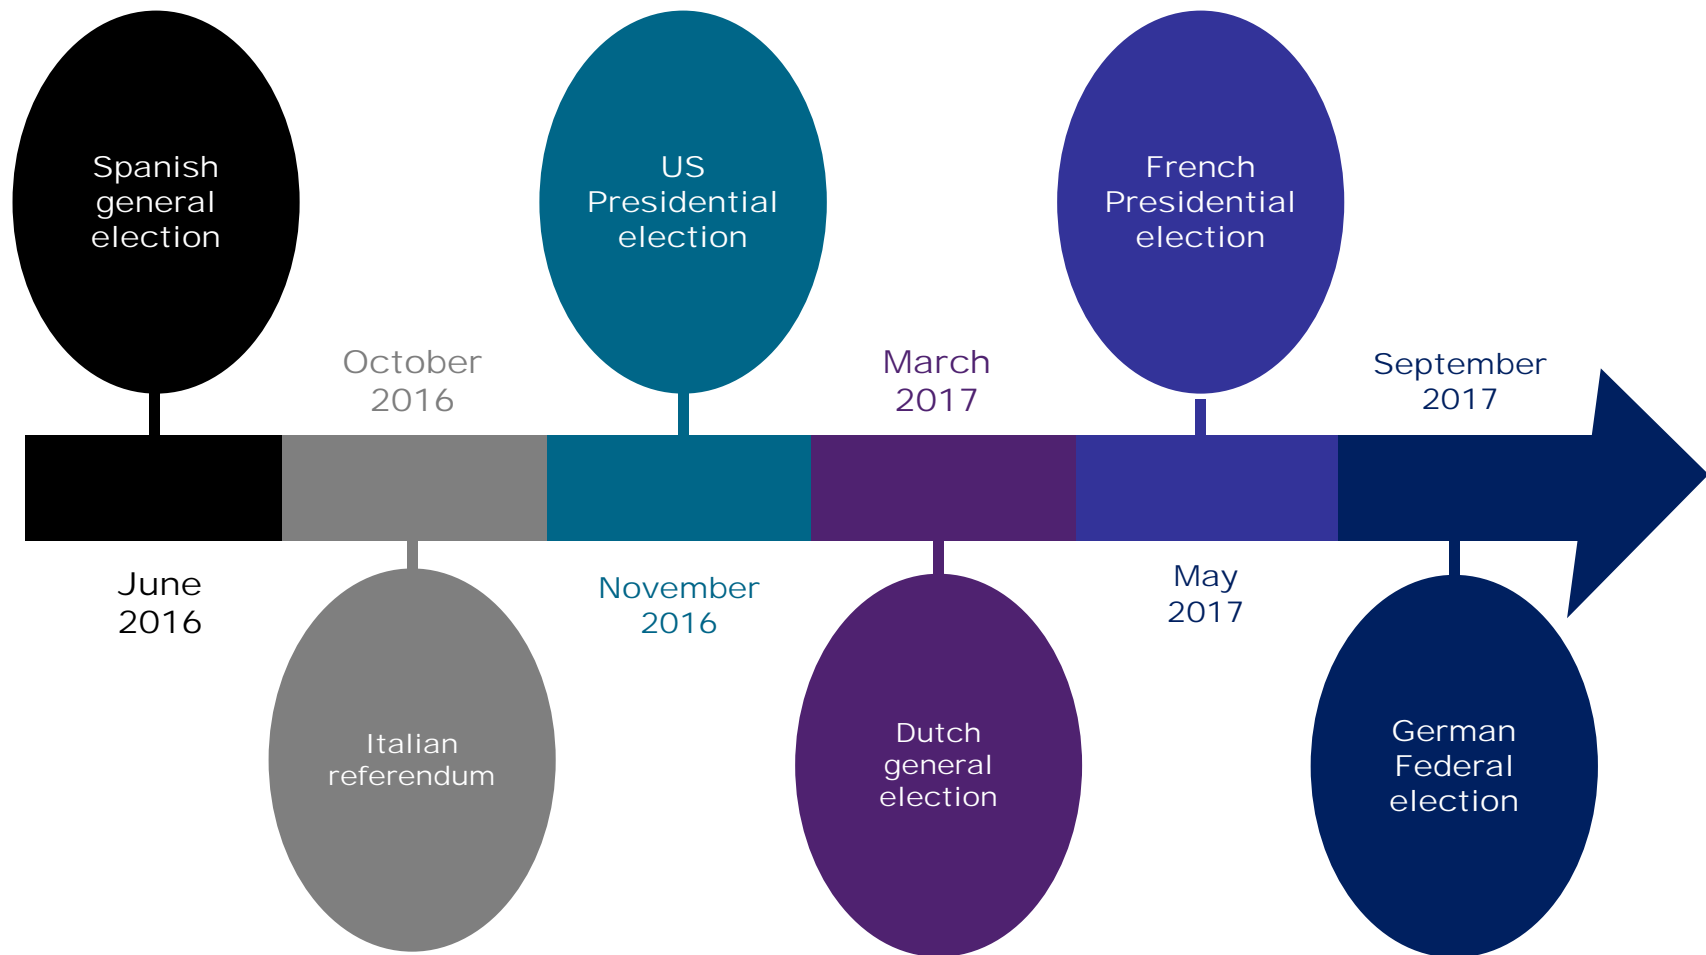 Spanish
general
election
US
Presidential
election
French
Presidential
election
October
2016
March
2017
September
2017
June
2016
November
2016
May
2017
Italian
referendum
Dutch
general
election
German
Federal
election